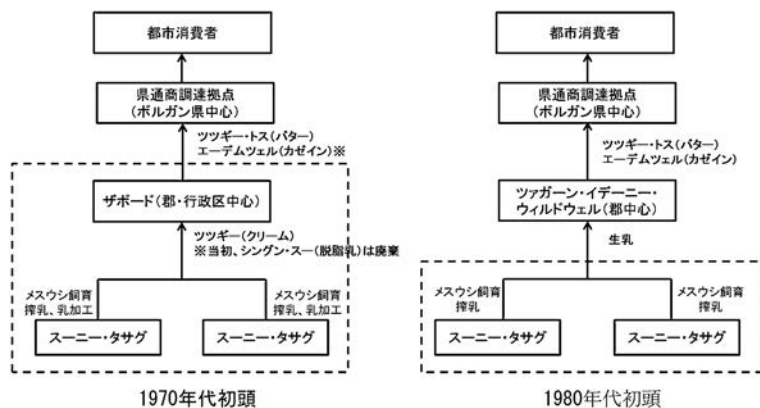 都市消費者
県通商調達拠点
(ボルガン県中心)
ツツギー・トス(バター)
エーデムツェル(カゼイン)※
ザボード(郡・行政区中心)
ツツギー(クリーム)
※当初、シングン・スー(脱脂乳)は廃棄
メスウシ飼育
搾乳、乳加工
メスウシ飼育
搾乳、乳加工
スーニー・タサグ
スーニー・タサグ
1970年代初頭
都市消費者
県通商調達拠点
(ボルガン県中心)
ツツギー・トス(バター)
エーデムツェル(カゼイン)
ツァガーン・イデーニー・
ウィルドウェル(郡中心)
生乳
メスウシ飼育
搾乳
メスウシ飼育
搾乳
スーニー・タサグ
スーニー・タサグ
1980年代初頭